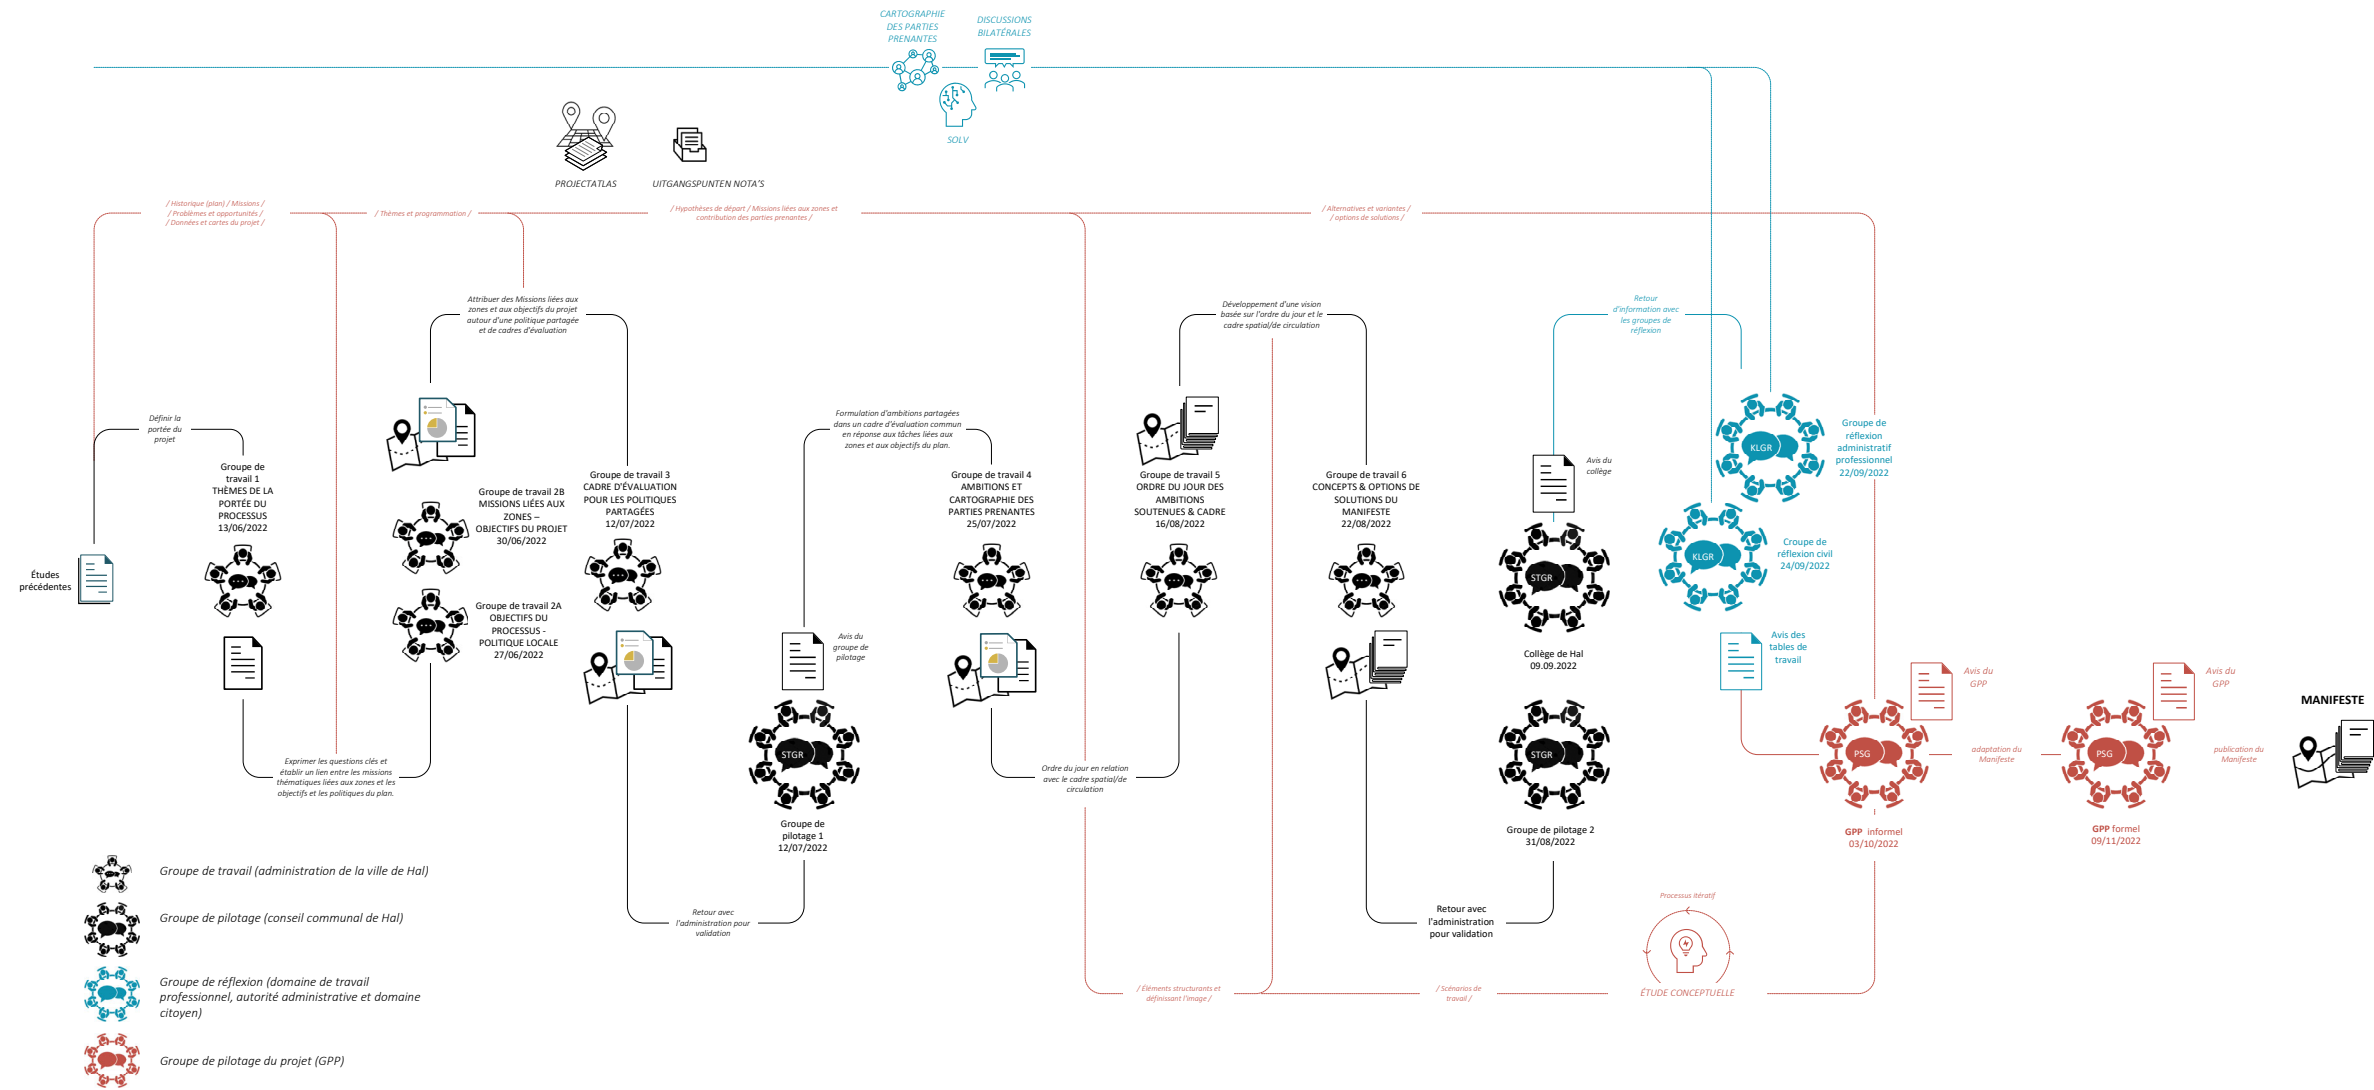 CARTOGRAPHIE
DES PARTIES
PRENANTES
DISCUSSIONS
BILATÉRALES
SOLV
PROJECTATLAS
UITGANGSPUNTEN NOTA'S
/ Historique (plan) / Missions /
/ Problèmes et opportunités /
/ Données et cartes du projet /
/ Thèmes et programmation /
/ Hypothèses de départ / Missions liées aux zones et
contribution des parties prenantes /
/ Alternatives et variantes /
/ options de solutions /
Attribuer des Missions liées aux
zones et aux objectifs du projet
autour d'une politique partagée
et de cadres d'évaluation
Développement d'une vision
basée sur l'ordre du jour et le
cadre spatial/de circulation
Retour
d'information avec
les groupes de
réflexion
Définir la
portée du
projet
Formulation d'ambitions partagées
dans un cadre d'évaluation commun
en réponse aux tâches liées aux
zones et aux objectifs du plan.
Études
précédentes
Groupe de
travail 1
THÈMES DE LA
PORTÉE DU
PROCESSUS
13/06/2022
Groupe de travail 2B
MISSIONS LIÉES AUX
ZONES –
OBJECTIFS DU PROJET
30/06/2022
Groupe de travail 2A
OBJECTIFS DU
PROCESSUS -
POLITIQUE LOCALE
27/06/2022
Groupe de travail 3
CADRE D'ÉVALUATION
POUR LES POLITIQUES
PARTAGÉES
12/07/2022
Avis du
groupe de
pilotage
STGR
Groupe de
pilotage 1
12/07/2022
Groupe de travail 4
AMBITIONS ET
CARTOGRAPHIE DES
PARTIES PRENANTES
25/07/2022
Groupe de travail 5
ORDRE DU JOUR DES
AMBITIONS
SOUTENUES & CADRE
16/08/2022
Groupe de travail 6
CONCEPTS & OPTIONS DE
SOLUTIONS DU
MANIFESTE
22/08/2022
Avis du
collège
STGR
Collège de Hal
09.09.2022
STGR
Groupe de pilotage 2
31/08/2022
KLGR
Groupe de
réflexion
administratif
professionnel
22/09/2022
KLGR
Croupe de
réflexion civil
24/09/2022
Avis des
tables de
travail
Avis du
GPP
PSG
GPP informel
03/10/2022
adaptation du
Manifeste
Avis du
GPP
PSG
GPP formel
09/11/2022
publication du
Manifeste
MANIFESTE
Exprimer les questions clés et
établir un lien entre les missions
thématiques liées aux zones et les
objectifs et les politiques du plan.
Ordre du jour en relation
avec le cadre spatial/de
circulation
Retour avec
l'administration pour
validation
Retour avec
l'administration
pour validation
Processus itératif
/ Éléments structurants et
définissant l'image /
/ Scénarios de
travail /
ÉTUDE CONCEPTUELLE
Groupe de travail (administration de la ville de Hal)
Groupe de pilotage (conseil communal de Hal)
Groupe de réflexion (domaine de travail
professionnel, autorité administrative et domaine
citoyen)
Groupe de pilotage du projet (GPP)